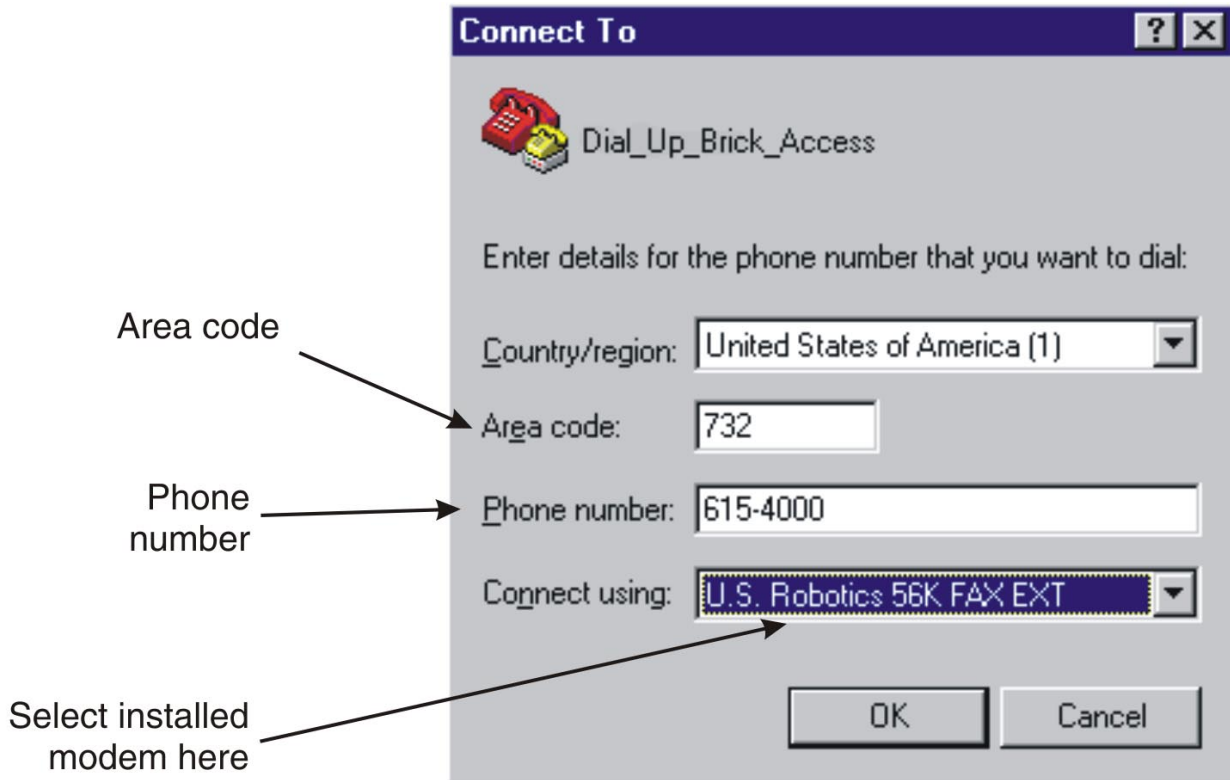 Connect To
Dial_Up_Brick_Access
Enter details for the phone number that you want to dial:
Area code
Country/region: United States of America (1)
Area code: 732
Phone
number
Phone number: 615-4000
Connect using: U.S. Robotics 56K FAX EXT
Select installed
modem here
OK Cancel